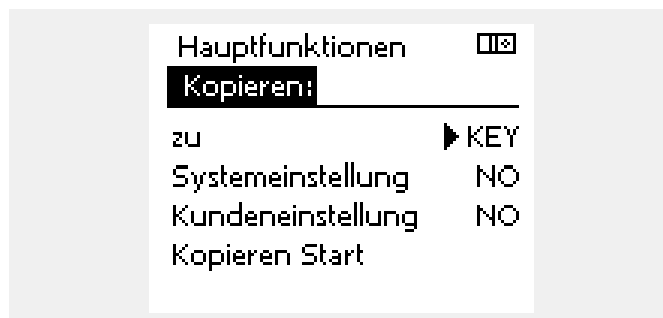 Hauptfunktionen
Kopieren:
zu KEY
Systemeinstellung NO
Kundeneinstellung NO
Kopieren Start